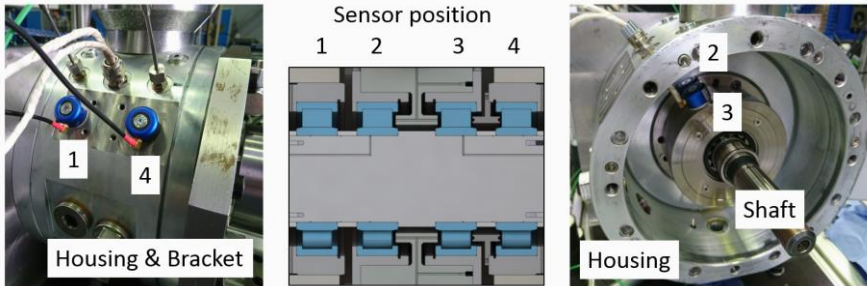 Sensor position
1 2 3 4
1
4
Housing & Bracket
2
3
Shaft
Housing